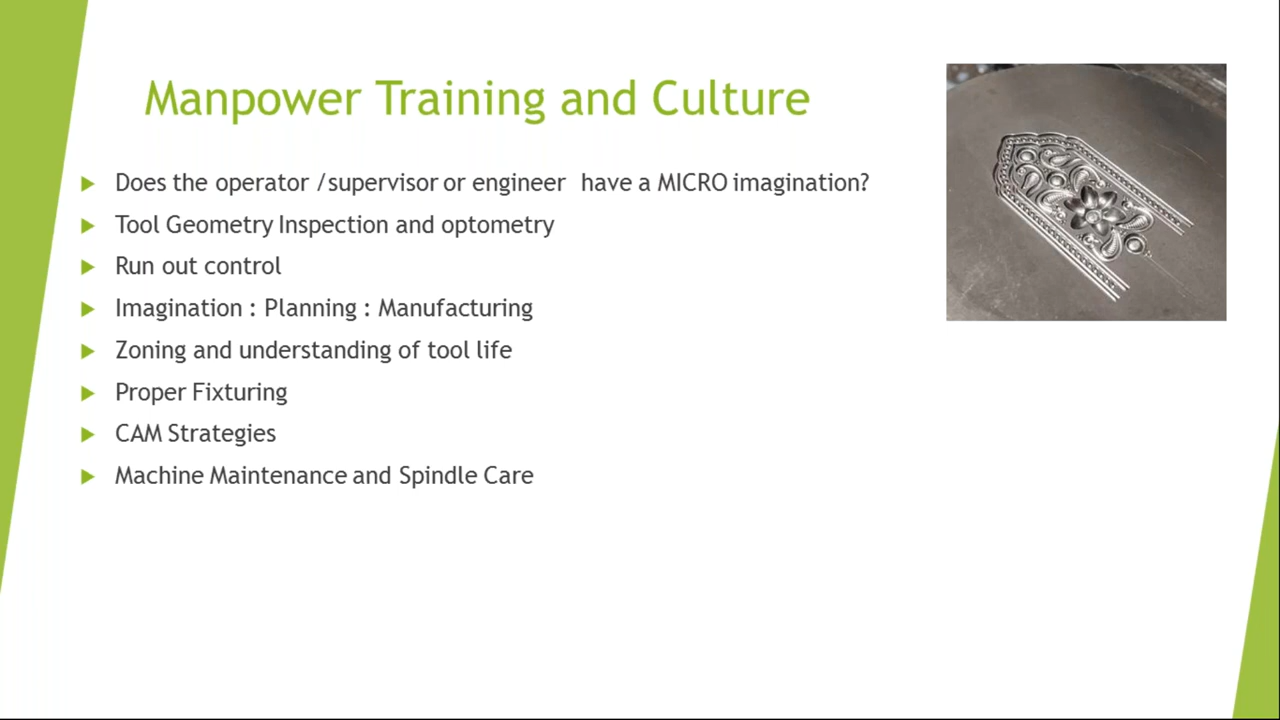 Manpower Training and Culture
Does the operator /supervisor or engineer have a MICRO imagination?
Tool Geometry Inspection and optometry
Run out control
Imagination : Planning : Manufacturing
Zoning and understanding of tool life
Proper Fixturing
CAM Strategies
Machine Maintenance and Spindle Care